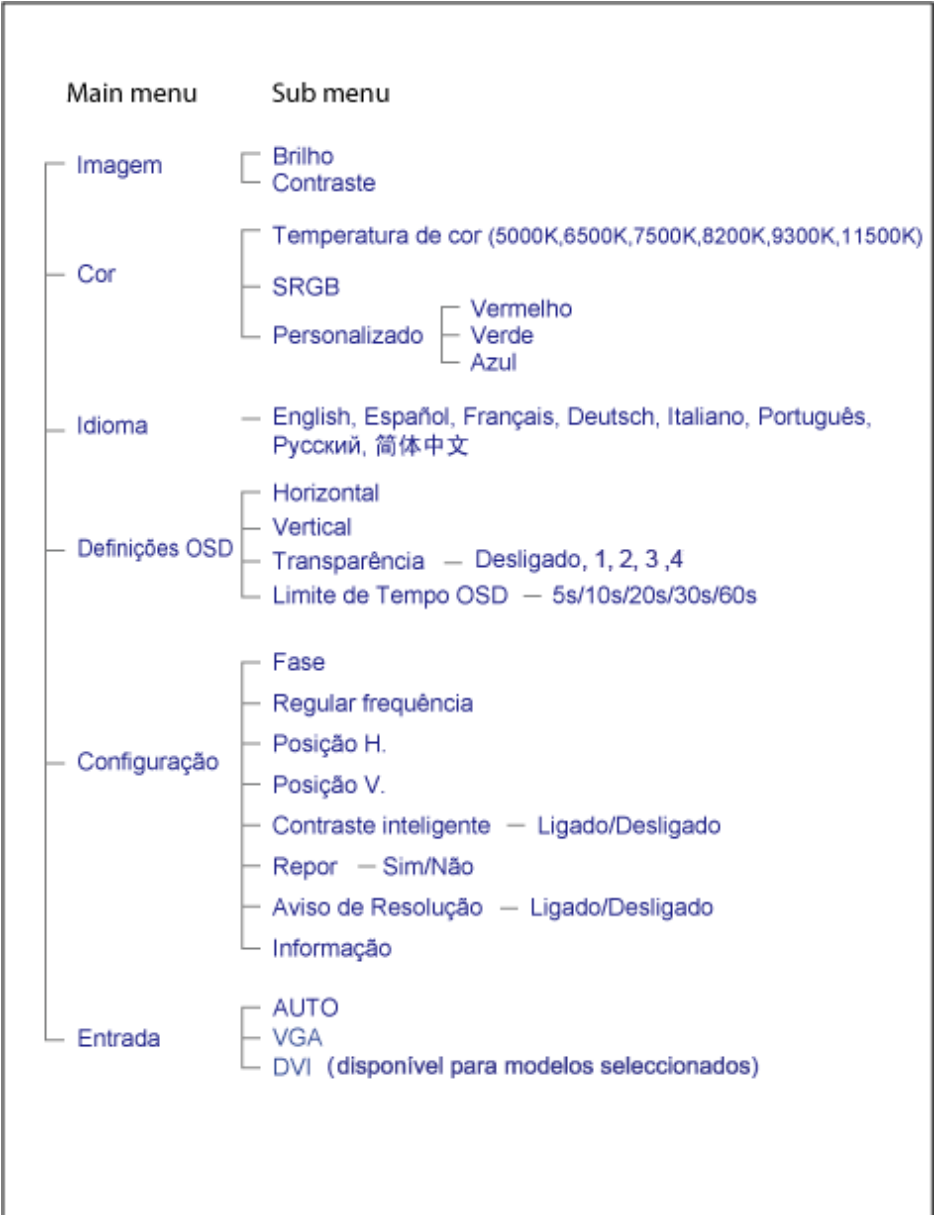 Main menu Sub menu
Imagem
Brilho
Contraste
Cor
Temperatura de cor (5000K,6500K,7500K,8200K,9300K,11500K)
SRGB
Personalizado
Vermelho
Verde
Azul
Idioma
English, Español, Français, Deutsch, Italiano, Português,
Русский, 简体中文
Definições OSD
Horizontal
Vertical
Transparência — Desligado, 1, 2, 3 ,4
Limite de Tempo OSD — 5s/10s/20s/30s/60s
Configuração
Fase
Regular frequência
Posição H.
Posição V.
Contraste inteligente — Ligado/Desligado
Repor — Sim/Não
Aviso de Resolução — Ligado/Desligado
Informação
Entrada
AUTO
VGA
DVI (disponível para modelos seleccionados)